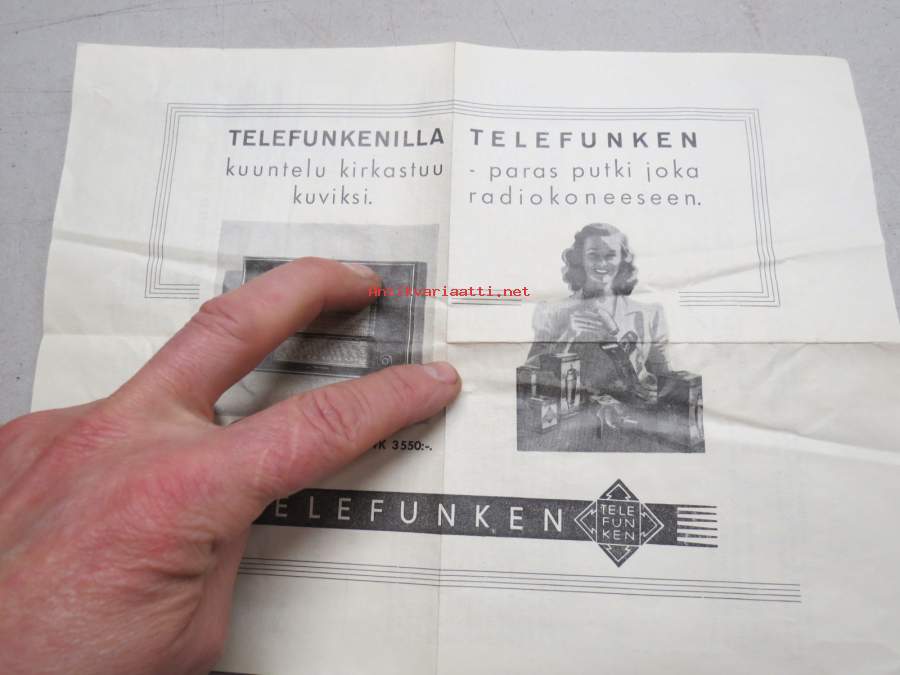 TELEFUNKENILLA
kuuntelu kirkastuu
kuviksi.
TELEFUNKEN
- paras putki joka
radiokoneeseen.
Antikvariaatti.net
3550:-.
ELEFUNKEN
TELE
FUN
KEN